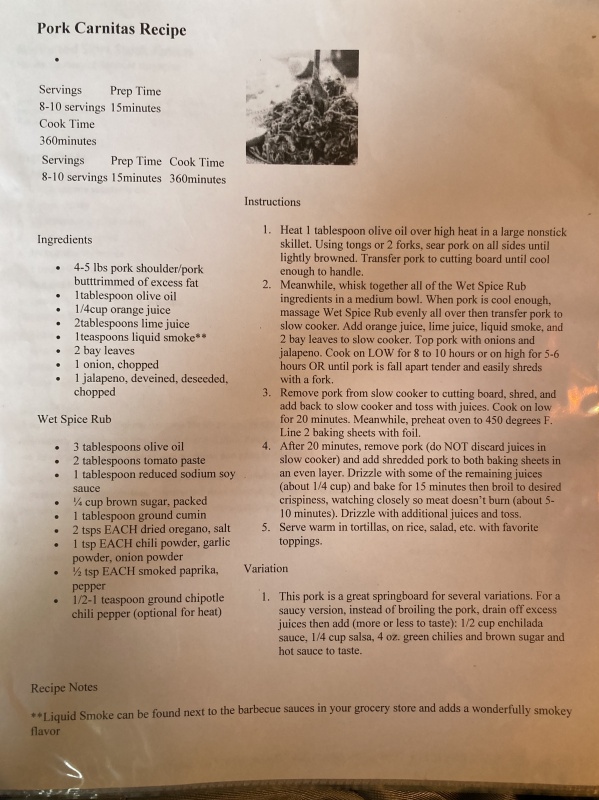 Pork Carnitas Recipe
•
Servings Prep Time
8-10 servings 15minutes
Cook Time
360minutes
Servings Prep Time Cook Time
8-10 servings 15minutes 360minutes
Ingredients
• 4-5 lbs pork shoulder/pork
butttrimmed of excess fat
• 1tablespoon olive oil
• 1/4cup orange juice
• 2tablespoons lime juice
• 1teaspoons liquid smoke**
• 2 bay leaves
• 1 onion, chopped
• 1 jalapeno, deveined, deseeded,
chopped
Wet Spice Rub
• 3 tablespoons olive oil
• 2 tablespoons tomato paste
• 1 tablespoon reduced sodium soy
sauce
• ¼ cup brown sugar, packed
• 1 tablespoon ground cumin
• 2 tsps EACH dried oregano, salt
• 1 tsp EACH chili powder, garlic
powder, onion powder
• ½ tsp EACH smoked paprika,
pepper
• 1/2-1 teaspoon ground chipotle
chili pepper (optional for heat)
Instructions
1. Heat 1 tablespoon olive oil over high heat in a large nonstick
skillet. Using tongs or 2 forks, sear pork on all sides until
lightly browned. Transfer pork to cutting board until cool
enough to handle.
2. Meanwhile, whisk together all of the Wet Spice Rub
ingredients in a medium bowl. When pork is cool enough,
massage Wet Spice Rub evenly all over then transfer pork to
slow cooker. Add orange juice, lime juice, liquid smoke, and
2 bay leaves to slow cooker. Top pork with onions and
jalapeno. Cook on LOW for 8 to 10 hours or on high for 5-6
hours OR until pork is fall apart tender and easily shreds
with a fork.
3. Remove pork from slow cooker to cutting board, shred, and
add back to slow cooker and toss with juices. Cook on low
for 20 minutes. Meanwhile, preheat oven to 450 degrees F.
Line 2 baking sheets with foil.
4. After 20 minutes, remove pork (do NOT discard juices in
slow cooker) and add shredded pork to both baking sheets in
an even layer. Drizzle with some of the remaining juices
(about 1/4 cup) and bake for 15 minutes then broil to desired
crispiness, watching closely so meat doesn't burn (about 5-
10 minutes). Drizzle with additional juices and toss.
5. Serve warm in tortillas, on rice, salad, etc. with favorite
toppings.
Variation
1. This pork is a great springboard for several variations. For a
saucy version, instead of broiling the pork, drain off excess
juices then add (more or less to taste): 1/2 cup enchilada
sauce, 1/4 cup salsa, 4 oz. green chilies and brown sugar and
hot sauce to taste.
Recipe Notes
**Liquid Smoke can be found next to the barbecue sauces in your grocery store and adds a wonderfully smokey
flavor